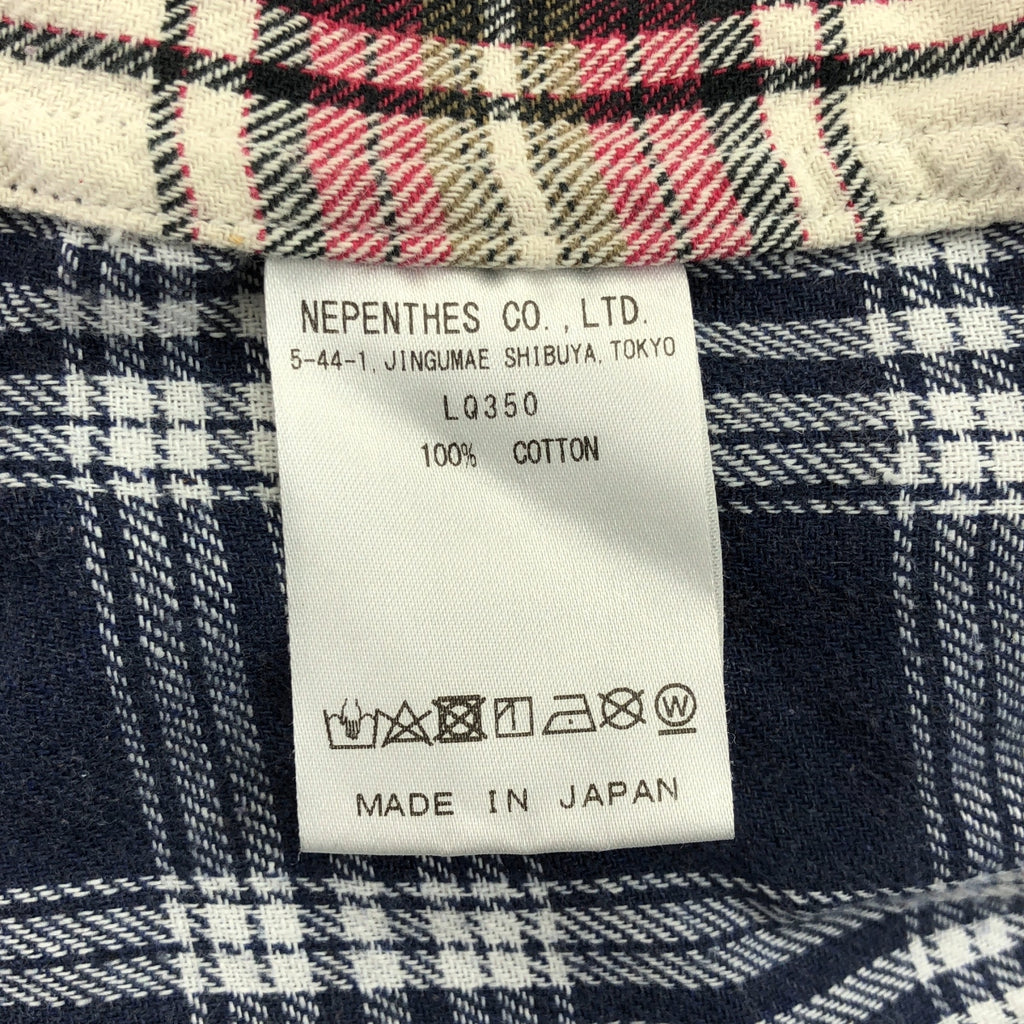 NEPENTHES CO.,LTD.
5-44-1, JINGUMAE SHIBUYA, TOKYO
LQ350
100% COTTON
W
MADE IN JAPAN